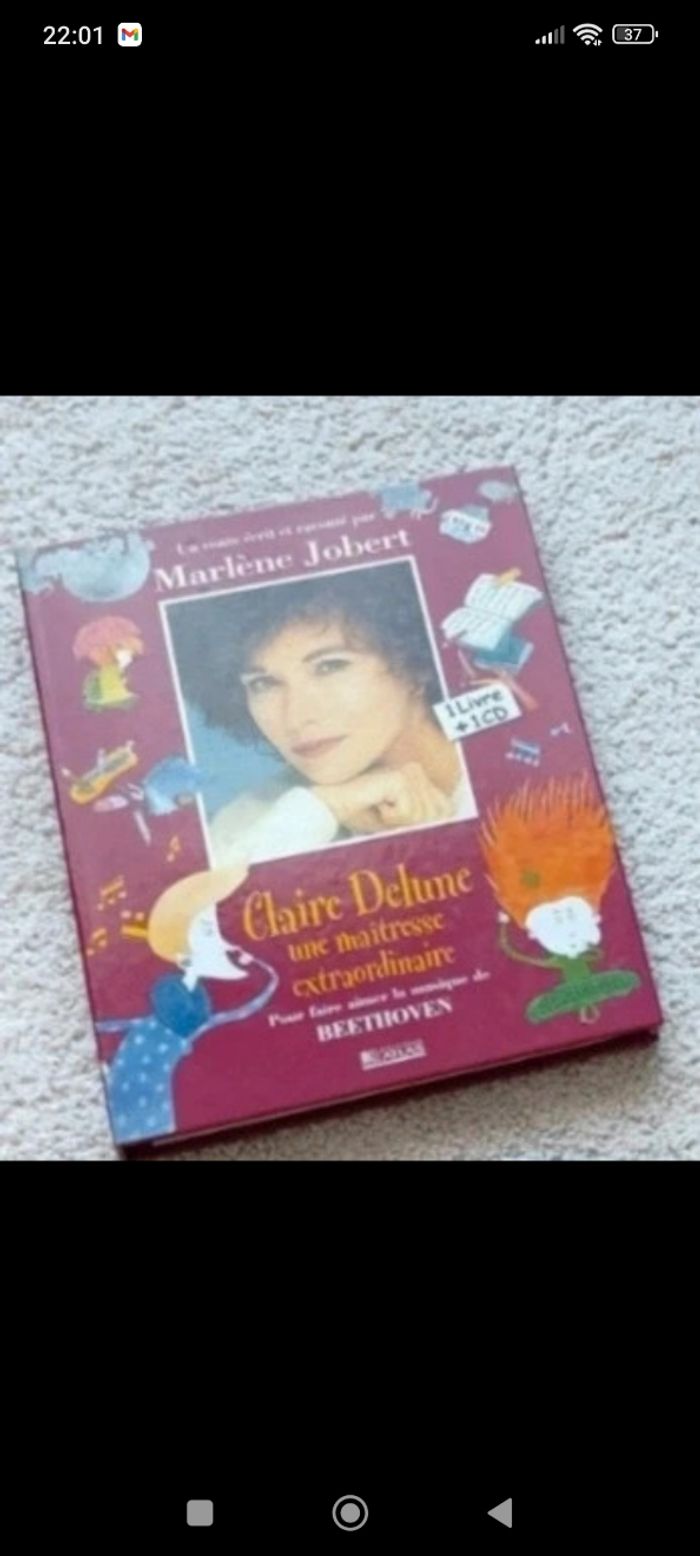 22:01
37
Un conte écrit et raconté par
Marlène Jobert
1 Livre
+ 1 CD
Claire Delune
une maîtresse
extraordinaire
Pour faire aimer la musique de
BEETHOVEN
ATLAS